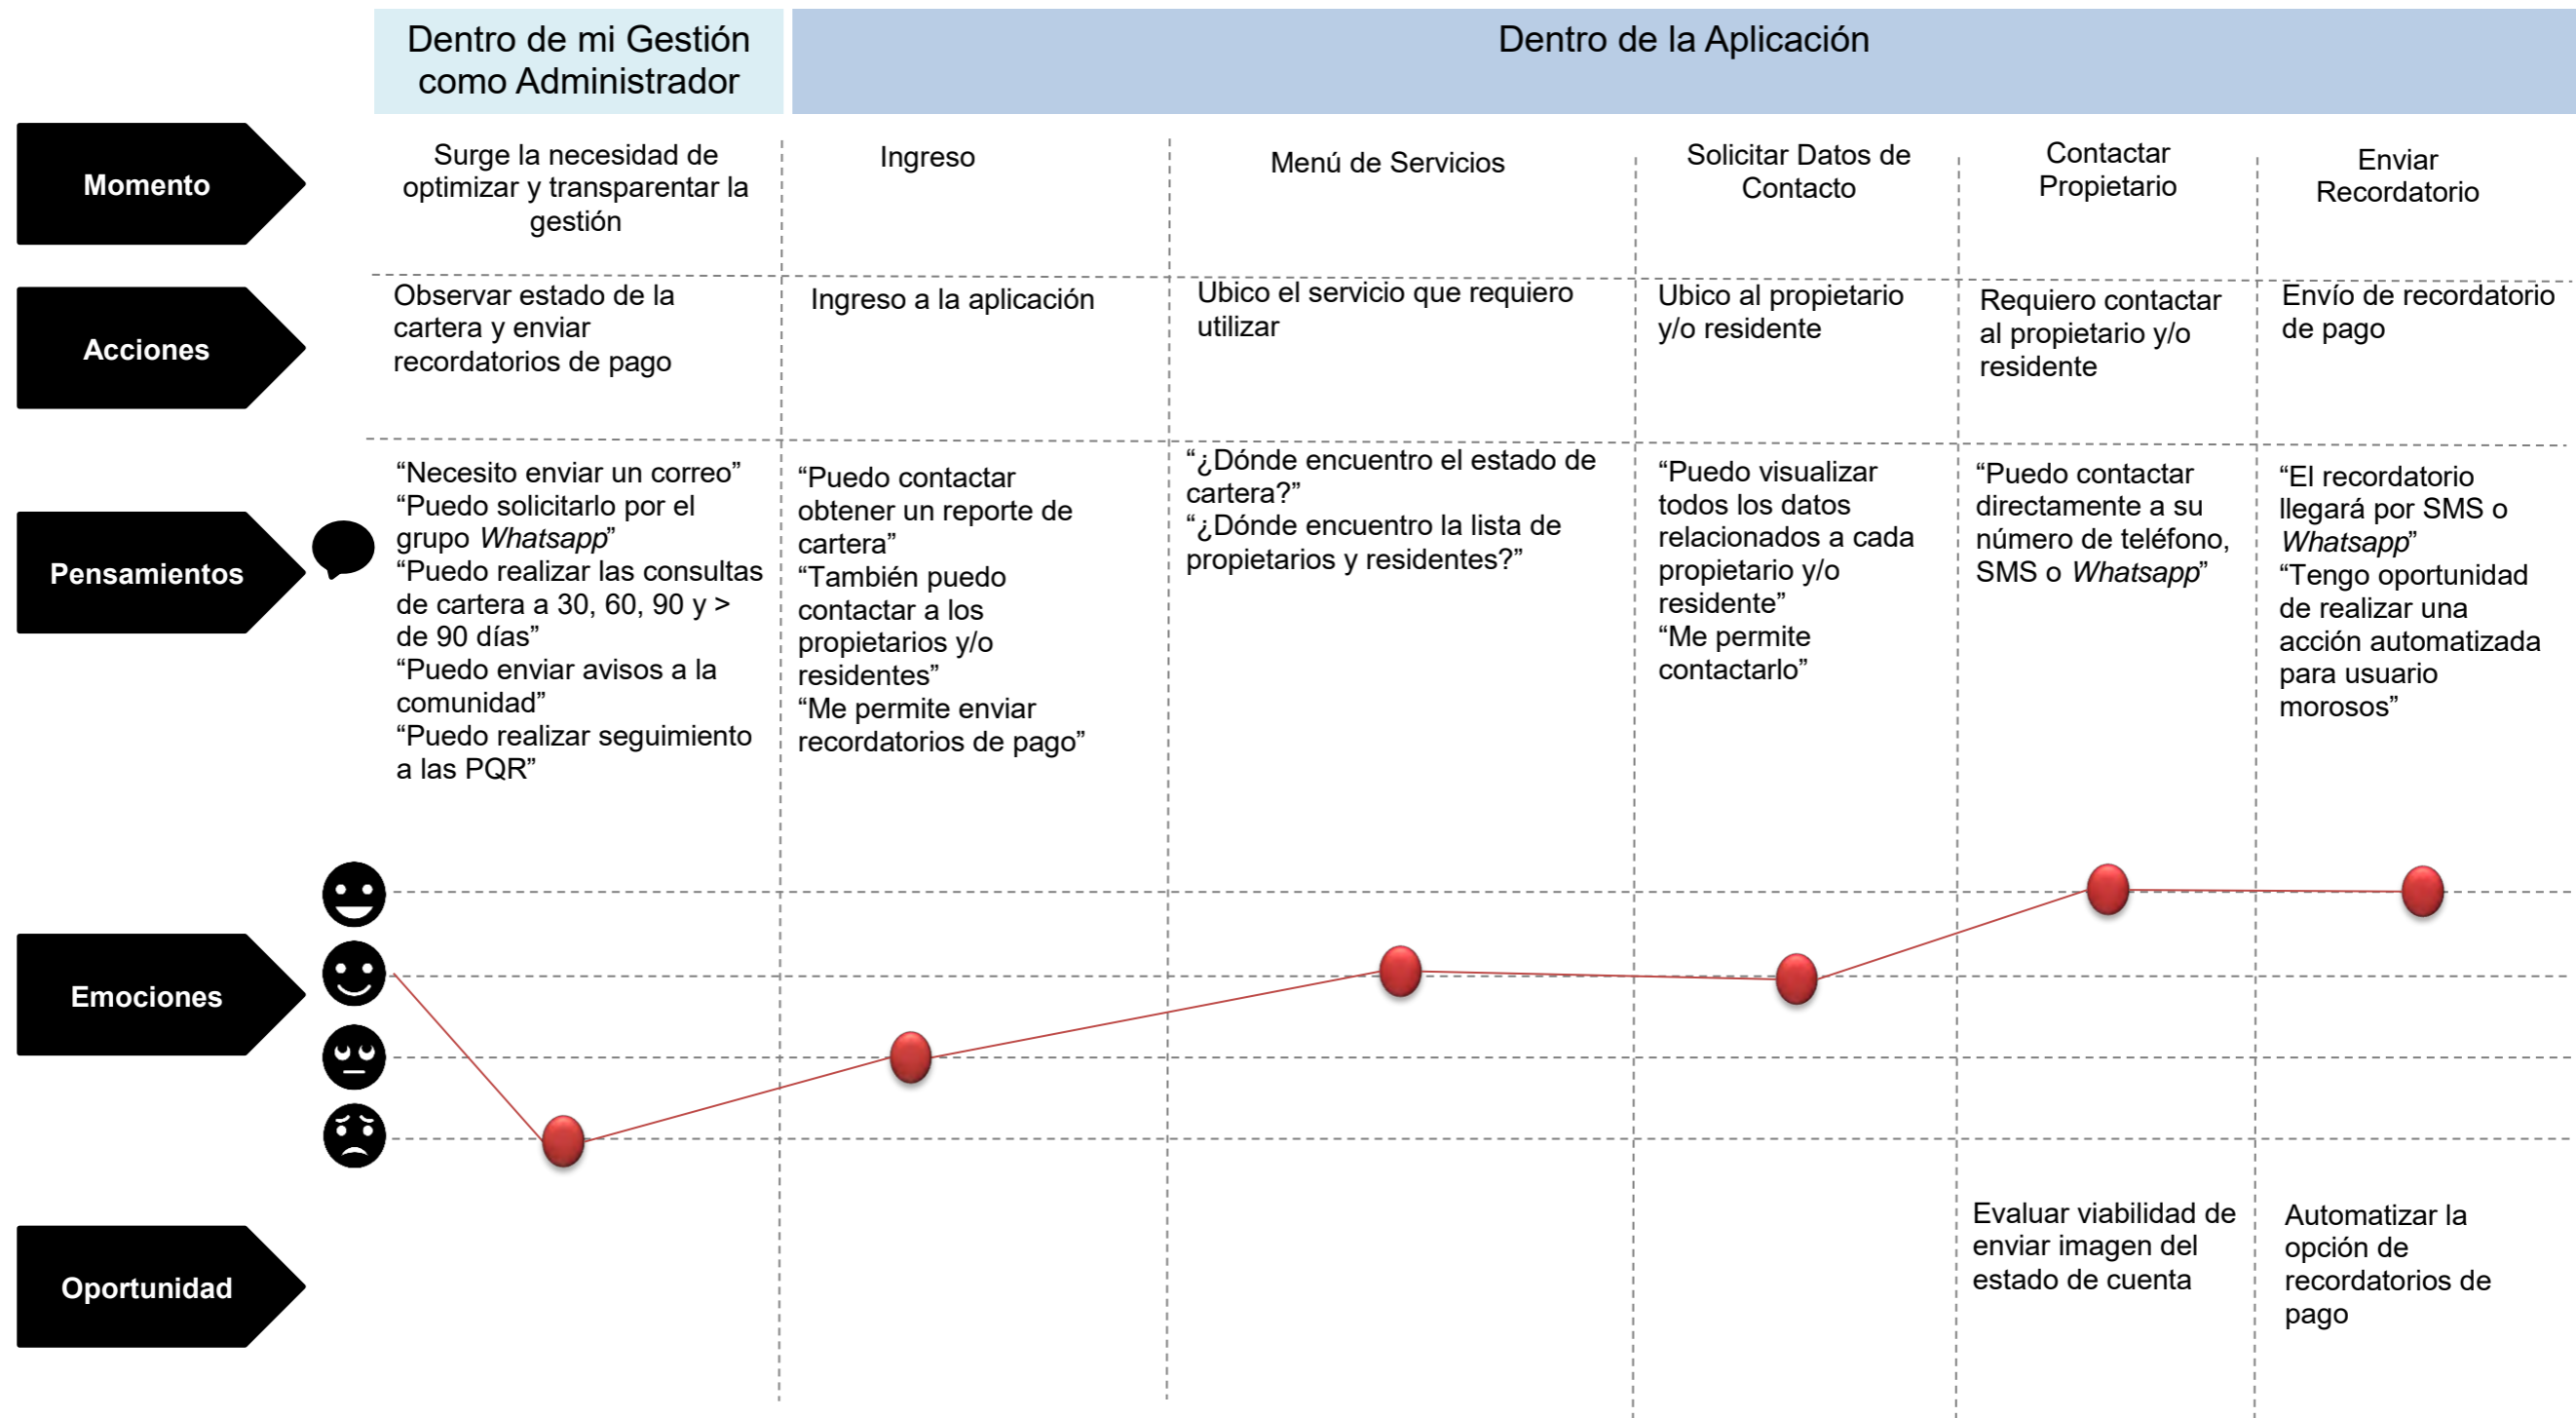 Dentro de mi Gestión
como Administrador
Dentro de la Aplicación
Momento
Surge la necesidad de
optimizar y transparentar la
gestión
Ingreso
Menú de Servicios
Solicitar Datos de
Contacto
Contactar
Propietario
Enviar
Recordatorio
Acciones
Observar estado de la
cartera y enviar
recordatorios de pago
Ingreso a la aplicación
Ubico el servicio que requiero
utilizar
Ubico al propietario
y/o residente
Requiero contactar
al propietario y/o
residente
Envío de recordatorio
de pago
Pensamientos
“Necesito enviar un correo”
“Puedo solicitarlo por el
grupo Whatsapp”
“Puedo realizar las consultas
de cartera a 30, 60, 90 y >
de 90 días”
“Puedo enviar avisos a la
comunidad”
“Puedo realizar seguimiento
a las PQR”
“Puedo contactar
obtener un reporte de
cartera”
“También puedo
contactar a los
propietarios y/o
residentes”
“Me permite enviar
recordatorios de pago”
“¿Dónde encuentro el estado de
cartera?”
“¿Dónde encuentro la lista de
propietarios y residentes?”
“Puedo visualizar
todos los datos
relacionados a cada
propietario y/o
residente”
“Me permite
contactarlo”
“Puedo contactar
directamente a su
número de teléfono,
SMS o Whatsapp”
“El recordatorio
llegará por SMS o
Whatsapp”
“Tengo oportunidad
de realizar una
acción automatizada
para usuario
morosos”
Emociones
Oportunidad
Evaluar viabilidad de
enviar imagen del
estado de cuenta
Automatizar la
opción de
recordatorios de
pago